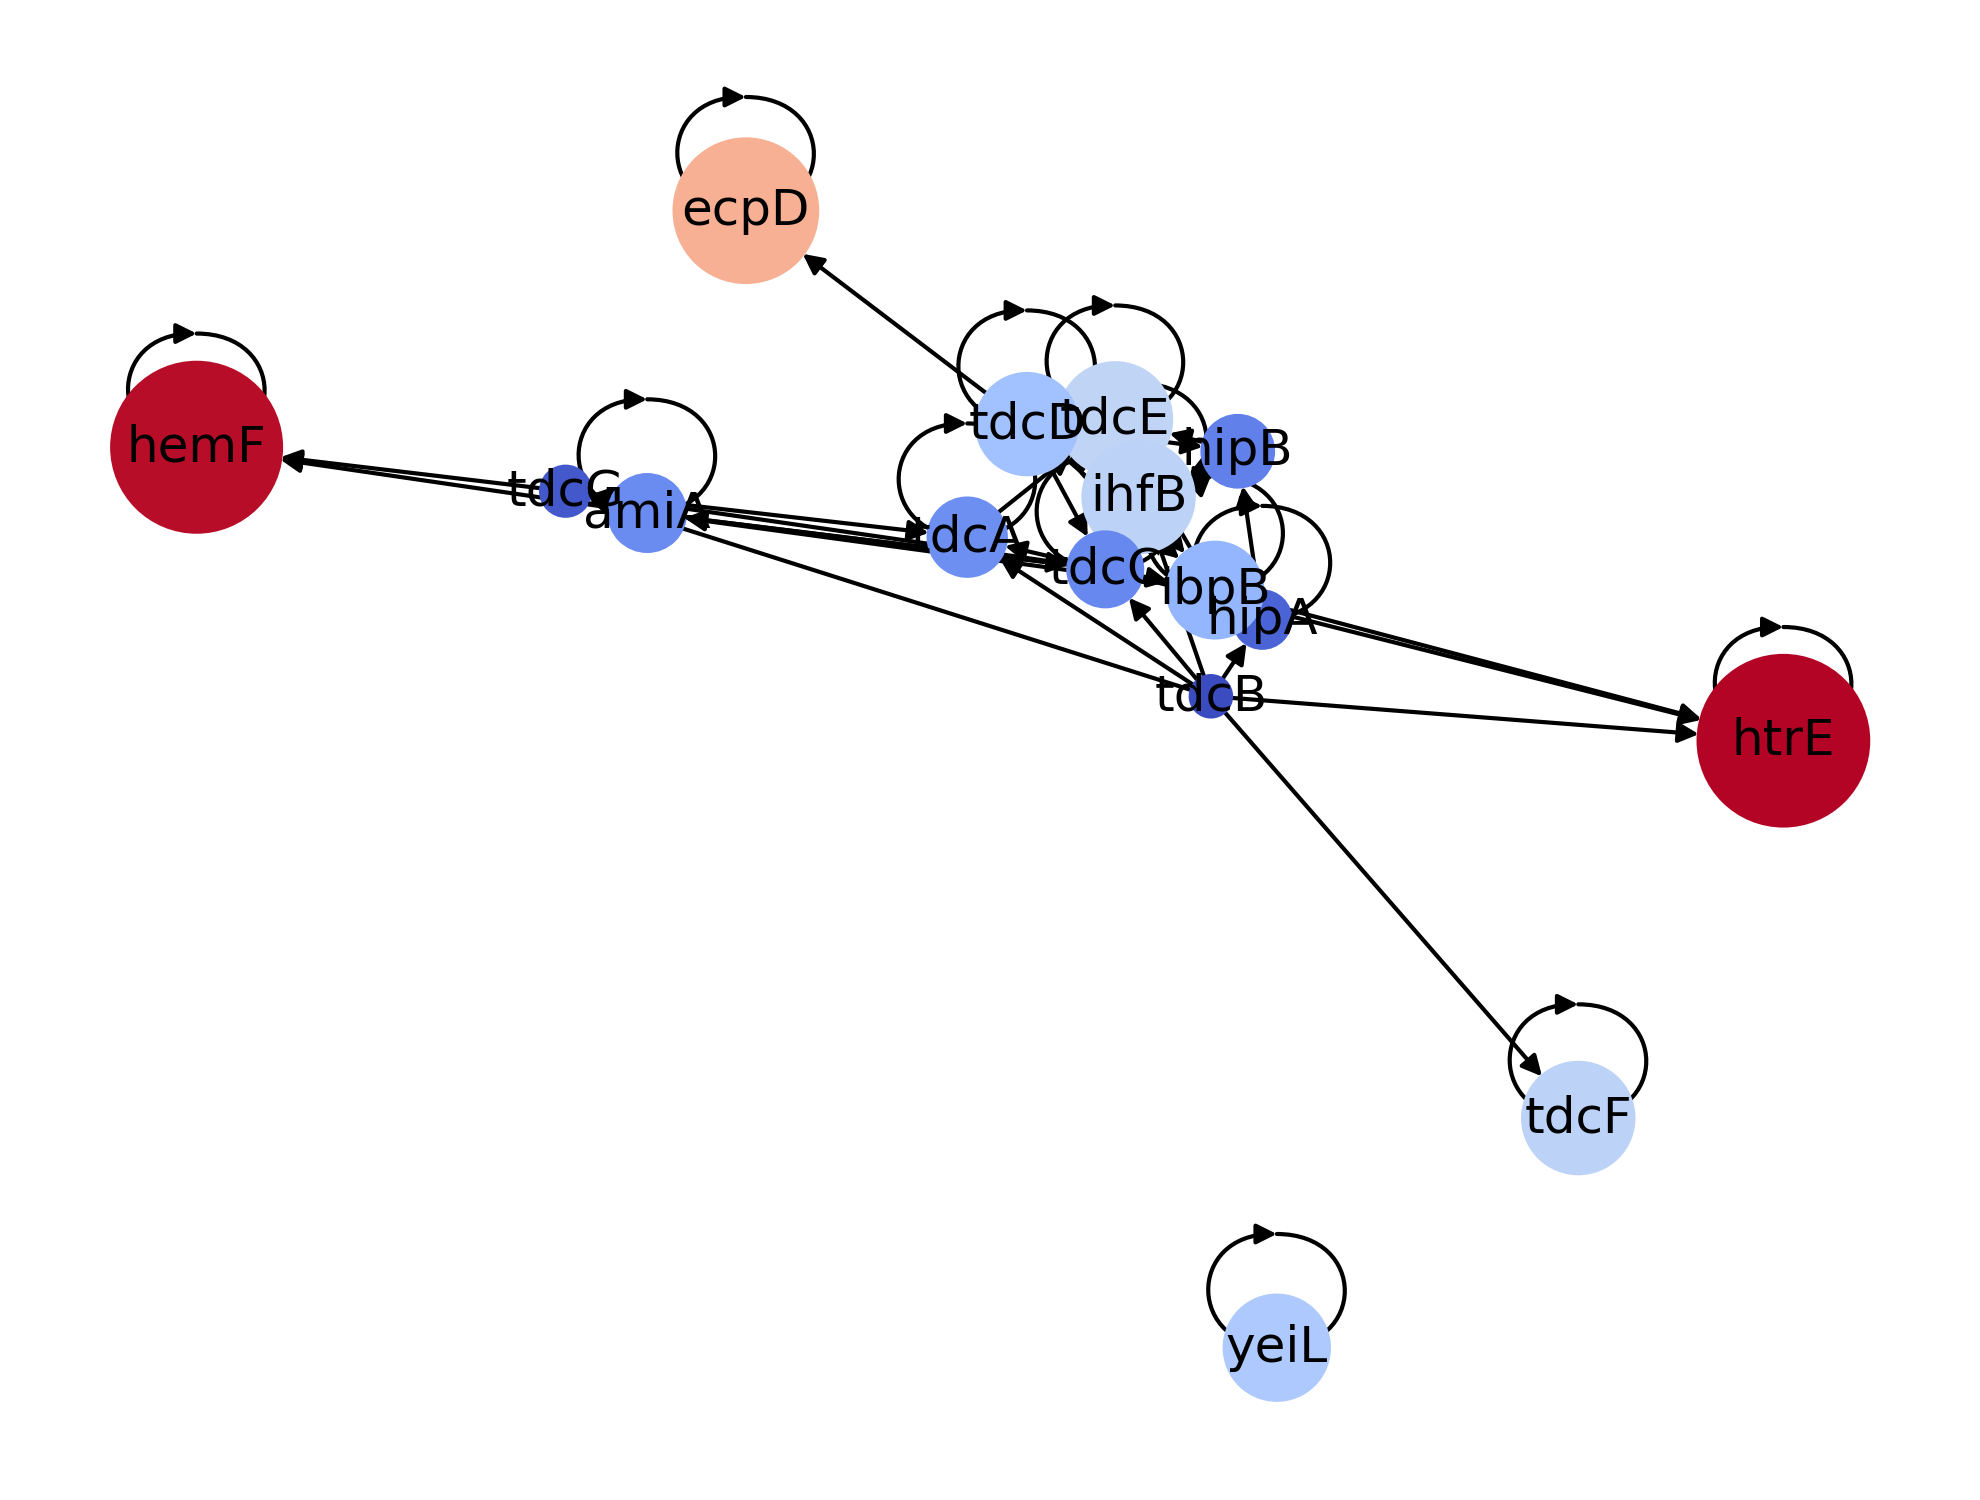 ecpD
tdcD
tdcE
hemF
hipB
tdcG
ihfB
amiA
tdcA
tdcC
ibpB
hipA
tdcB
htrE
tdcF
yeiL